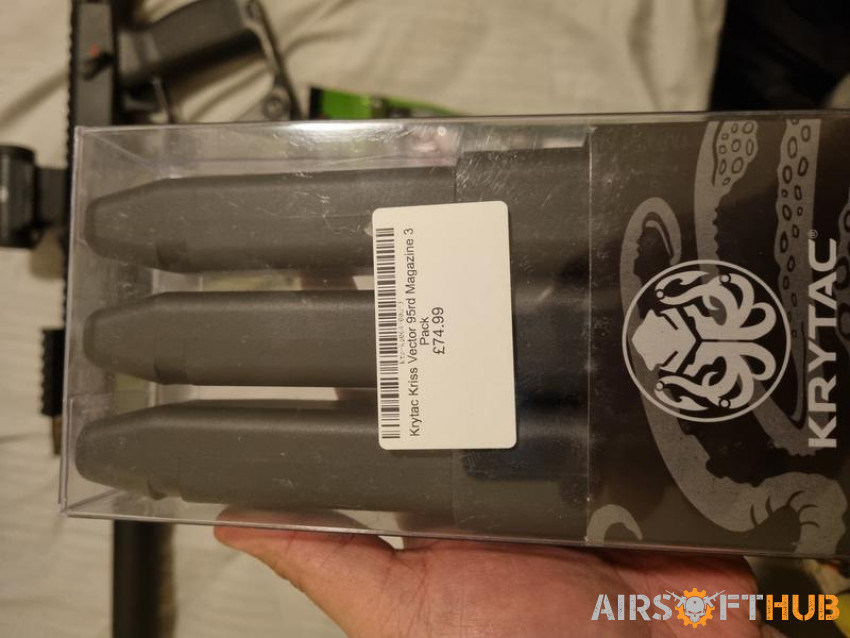 Krytac Kriss Vector 95rd Magazine 3
Pack
£74.99
KRYTAC®
AIRSOFTHUB